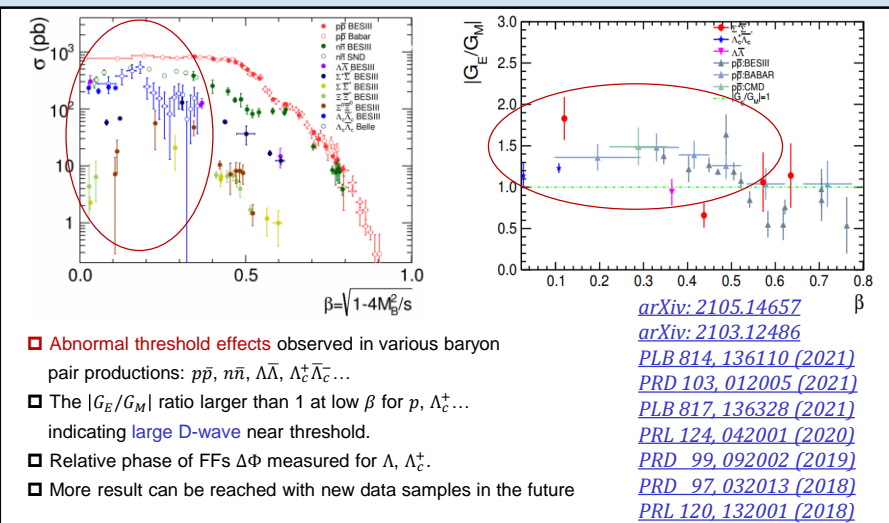 σ (pb)
10³
10²
10
1
0.0
0.5
1.0
β=√1-4M²_B/s
pp̄ BESIII
pp̄ Babar
nn̄ BESIII
nn̄ SND
ΛΛ̄ BESIII
BESIII
BESIII
BESIII
BESIII
BESIII
Belle
|G_E/G_M|
3.0
2.5
2.0
1.5
1.0
0.5
0.0
0.1
0.2
0.3
0.4
0.5
0.6
0.7
0.8
β
ΛΛ̄
pp̄:BESIII
pp̄:BABAR
pp̄:CMD
|G_E/G_M|=1
arXiv: 2105.14657
arXiv: 2103.12486
PLB 814, 136110 (2021)
PRD 103, 012005 (2021)
PLB 817, 136328 (2021)
PRL 124, 042001 (2020)
PRD 99, 092002 (2019)
PRD 97, 032013 (2018)
PRL 120, 132001 (2018)
Abnormal threshold effects observed in various baryon
pair productions: pp̄, nn̄, ΛΛ̄, Λ_c⁺Λ̄_c⁻…
The |G_E/G_M| ratio larger than 1 at low β for p, Λ_c⁺…
indicating large D-wave near threshold.
Relative phase of FFs ΔΦ measured for Λ, Λ_c⁺.
More result can be reached with new data samples in the future